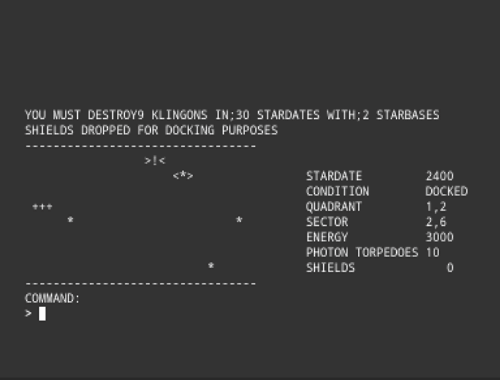 YOU MUST DESTROY9 KLINGONS IN;30 STARDATES WITH;2 STARBASES
SHIELDS DROPPED FOR DOCKING PURPOSES
---------------------------------
>!<
<*> STARDATE 2400
CONDITION DOCKED
+++ QUADRANT 1,2
* * SECTOR 2,6
ENERGY 3000
PHOTON TORPEDOES 10
* SHIELDS 0
---------------------------------
COMMAND:
>